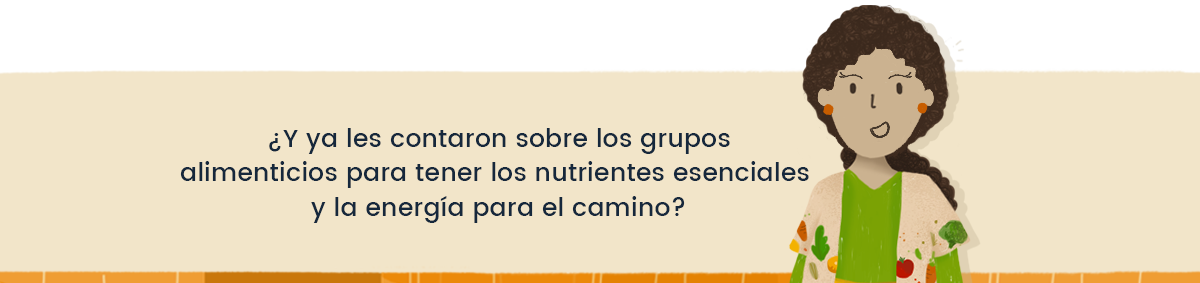 ¿Y ya les contaron sobre los grupos
alimenticios para tener los nutrientes esenciales
y la energía para el camino?